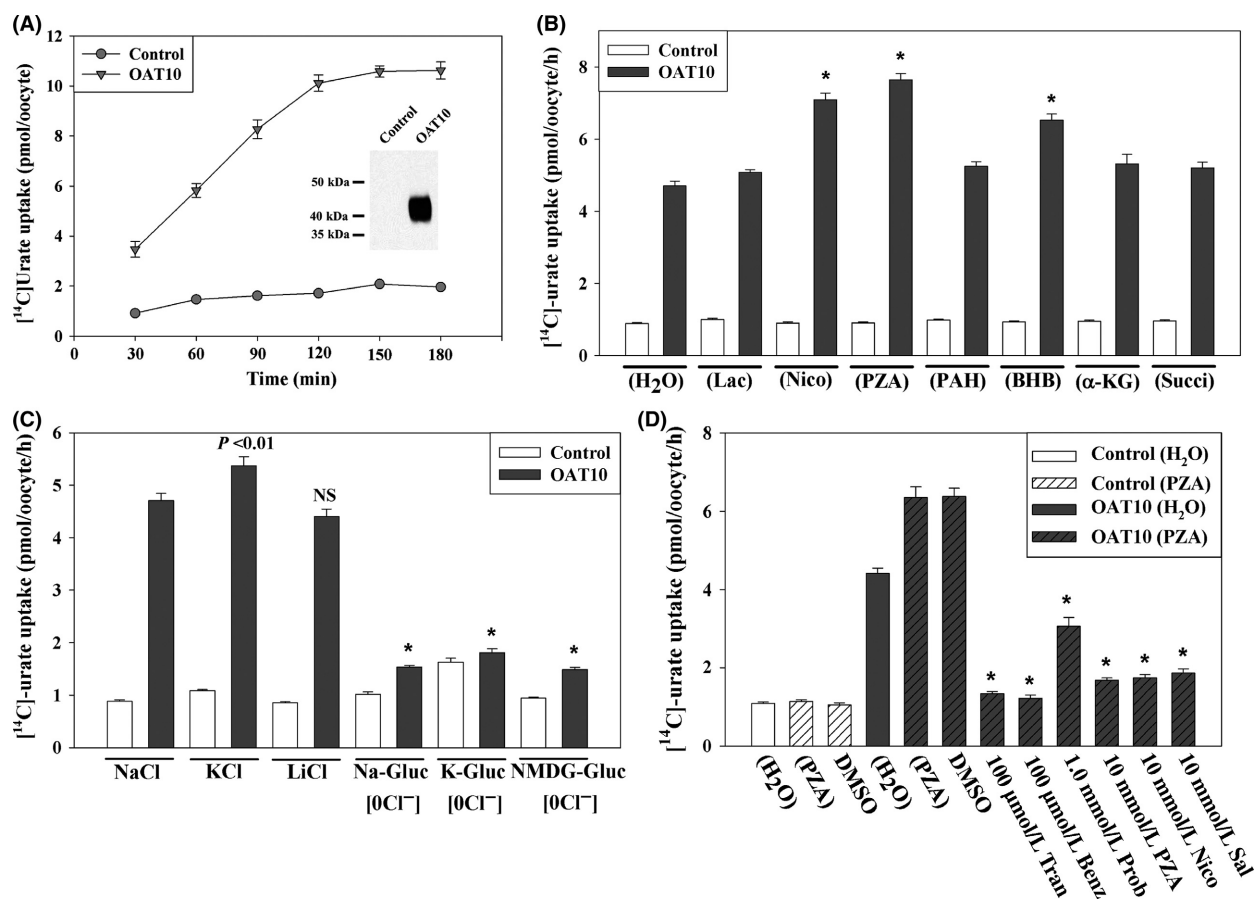 (A)
[¹⁴C]Urate uptake (pmol/oocyte)
12
10
8
6
4
2
0
Control
OAT10
Control
OAT10
50 kDa
40 kDa
35 kDa
0 30 60 90 120 150 180
Time (min)
(B)
[¹⁴C]-urate uptake (pmol/oocyte/h)
8
6
4
2
0
Control
OAT10
*
*
*
(H₂O) (Lac) (Nico) (PZA) (PAH) (BHB) (α-KG) (Succi)
(C)
[¹⁴C]-urate uptake (pmol/oocyte/h)
6
5
4
3
2
1
0
P <0.01
NS
* * *
Control
OAT10
NaCl KCl LiCl Na-Gluc K-Gluc NMDG-Gluc
[0Cl⁻] [0Cl⁻] [0Cl⁻]
(D)
[¹⁴C]-urate uptake (pmol/oocyte/h)
8
6
4
2
0
Control (H₂O)
Control (PZA)
OAT10 (H₂O)
OAT10 (PZA)
* * * * * *
(H₂O)
(PZA)
DMSO
(H₂O)
(PZA)
DMSO
100 µmol/L Tran
100 µmol/L Benz
1.0 mmol/L Prob
10 mmol/L PZA
10 mmol/L Nico
10 mmol/L Sal